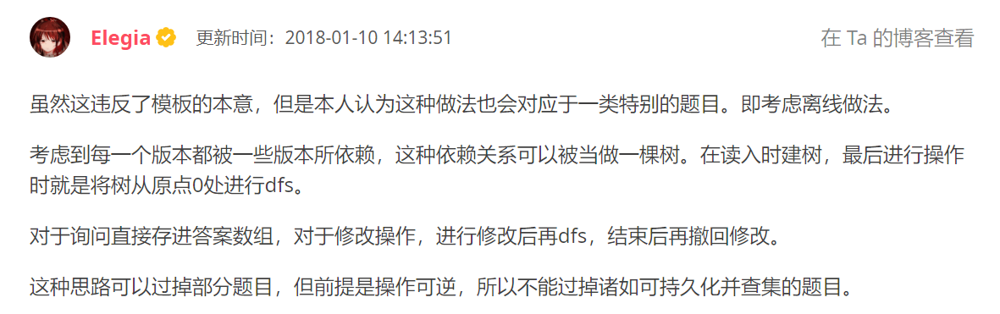 Elegia 更新时间：2018-01-10 14:13:51 在 Ta 的博客查看
虽然这违反了模板的本意，但是本人认为这种做法也会对应于一类特别的题目。即考虑离线做法。
考虑到每一个版本都被一些版本所依赖，这种依赖关系可以被当做一棵树。在读入时建树，最后进行操作
时就是将树从原点0处进行dfs。
对于询问直接存进答案数组，对于修改操作，进行修改后再dfs，结束后再撤回修改。
这种思路可以过掉部分题目，但前提是操作可逆，所以不能过掉诸如可持久化并查集的题目。